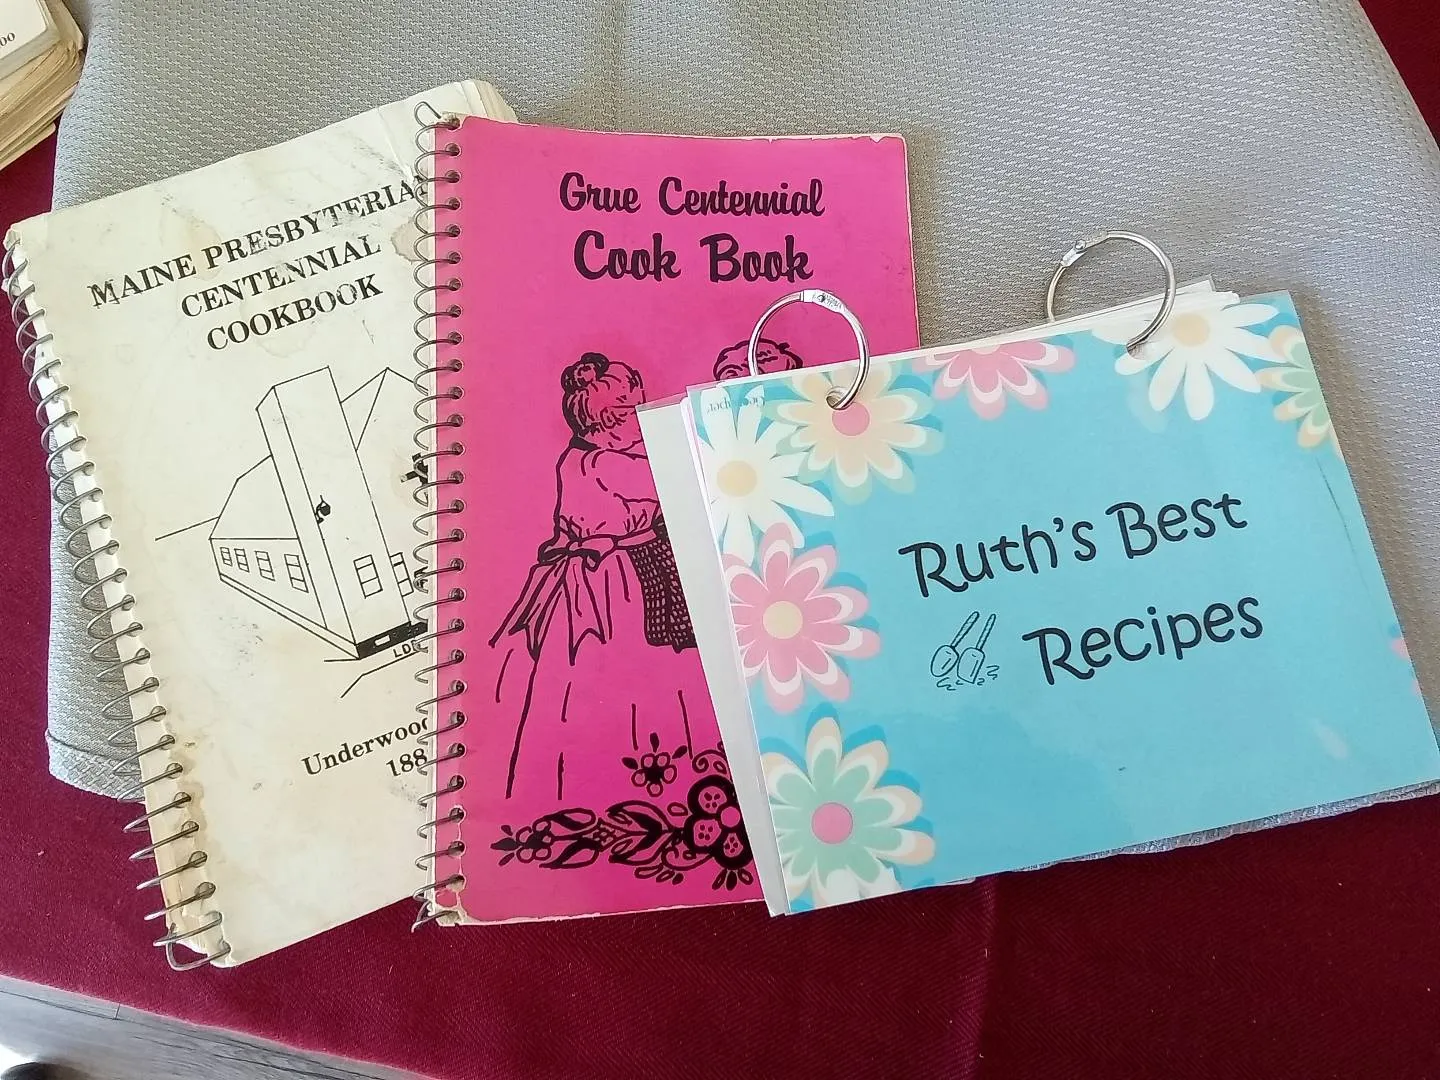 MAINE PRESBYTERIAN
CENTENNIAL
COOKBOOK
Underwood
188
Grue Centennial
Cook Book
Ruth's Best
Recipes